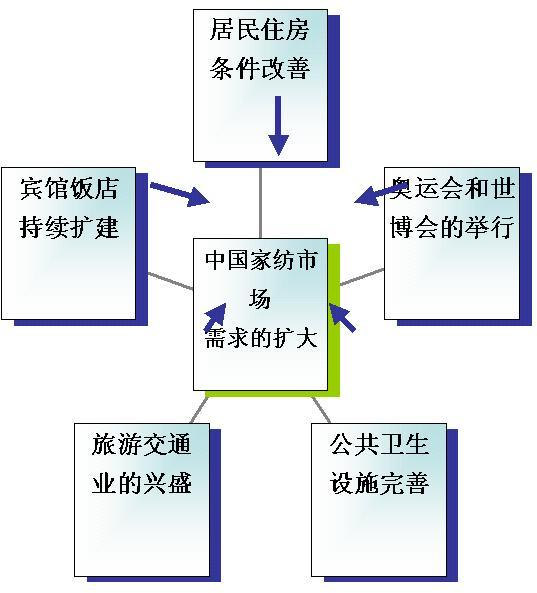 居民住房
条件改善
宾馆饭店
持续扩建
奥运会和世
博会的举行
中国家纺市
场
需求的扩大
旅游交通
业的兴盛
公共卫生
设施完善